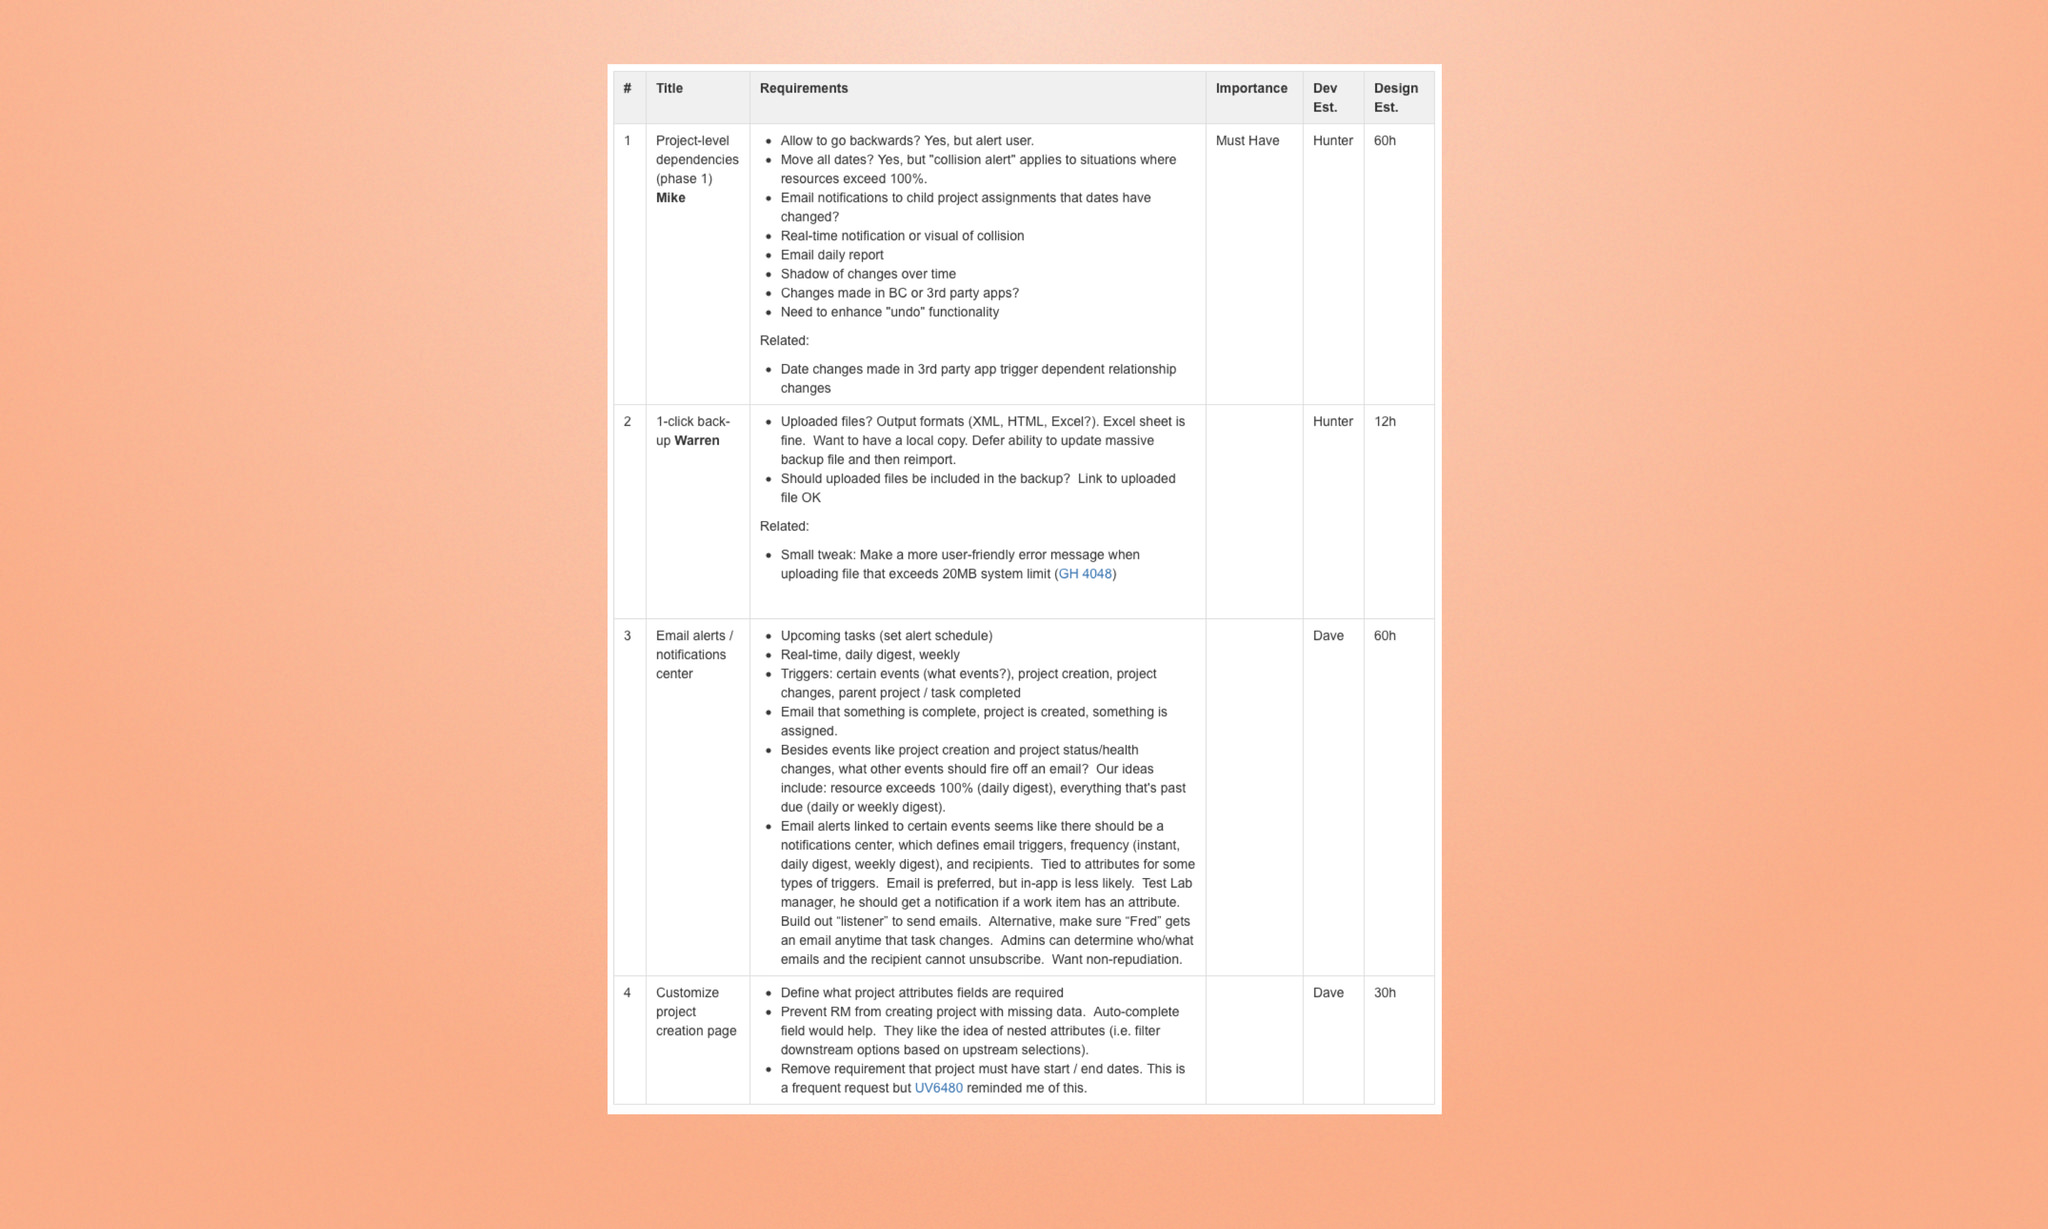 # Title Requirements Importance Dev Est. Design Est.
1
Project-level
dependencies
(phase 1)
Mike
• Allow to go backwards? Yes, but alert user.
• Move all dates? Yes, but "collision alert" applies to situations where
resources exceed 100%.
• Email notifications to child project assignments that dates have
changed?
• Real-time notification or visual of collision
• Email daily report
• Shadow of changes over time
• Changes made in BC or 3rd party apps?
• Need to enhance "undo" functionality
Related:
• Date changes made in 3rd party app trigger dependent relationship
changes
Must Have
Hunter
60h
2
1-click back-
up Warren
• Uploaded files? Output formats (XML, HTML, Excel?). Excel sheet is
fine.  Want to have a local copy. Defer ability to update massive
backup file and then reimport.
• Should uploaded files be included in the backup?  Link to uploaded
file OK
Related:
• Small tweak: Make a more user-friendly error message when
uploading file that exceeds 20MB system limit (GH 4048)
Hunter
12h
3
Email alerts /
notifications
center
• Upcoming tasks (set alert schedule)
• Real-time, daily digest, weekly
• Triggers: certain events (what events?), project creation, project
changes, parent project / task completed
• Email that something is complete, project is created, something is
assigned.
• Besides events like project creation and project status/health
changes, what other events should fire off an email?  Our ideas
include: resource exceeds 100% (daily digest), everything that's past
due (daily or weekly digest).
• Email alerts linked to certain events seems like there should be a
notifications center, which defines email triggers, frequency (instant,
daily digest, weekly digest), and recipients.  Tied to attributes for some
types of triggers.  Email is preferred, but in-app is less likely.  Test Lab
manager, he should get a notification if a work item has an attribute.
Build out “listener” to send emails.  Alternative, make sure “Fred” gets
an email anytime that task changes.  Admins can determine who/what
emails and the recipient cannot unsubscribe.  Want non-repudiation.
Dave
60h
4
Customize
project
creation page
• Define what project attributes fields are required
• Prevent RM from creating project with missing data.  Auto-complete
field would help.  They like the idea of nested attributes (i.e. filter
downstream options based on upstream selections).
• Remove requirement that project must have start / end dates. This is
a frequent request but UV6480 reminded me of this.
Dave
30h